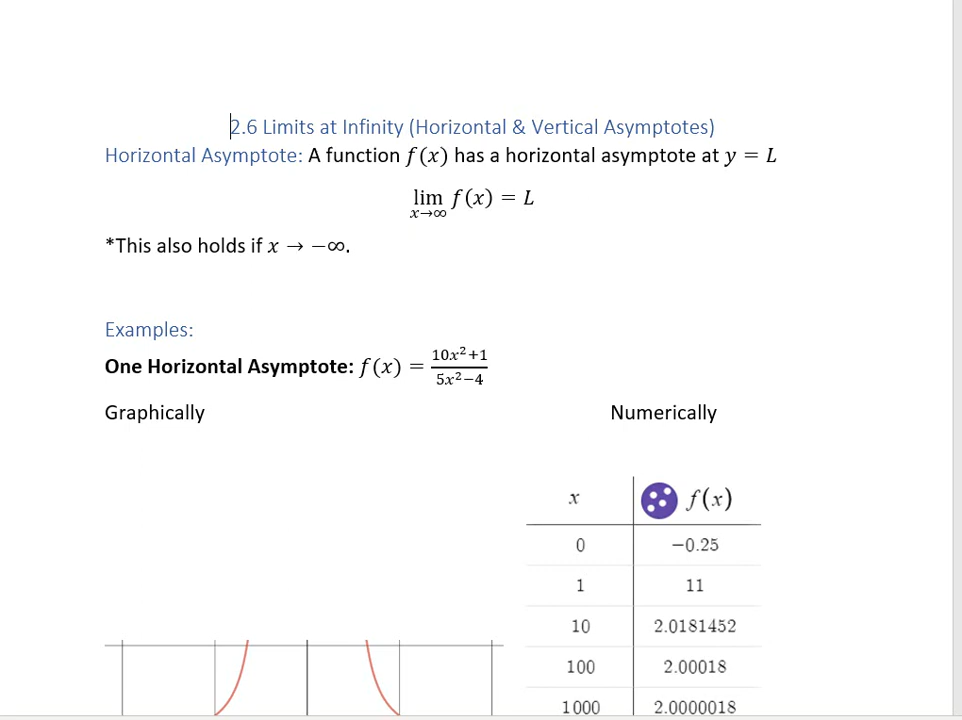 2.6 Limits at Infinity (Horizontal & Vertical Asymptotes)
Horizontal Asymptote: A function f(x) has a horizontal asymptote at y = L
lim x→∞ f(x) = L
*This also holds if x → −∞.
Examples:
One Horizontal Asymptote: f(x) = (10x²+1)/(5x²−4)
Graphically Numerically
x f(x)
0 −0.25
1 11
10 2.0181452
100 2.00018
1000 2.0000018